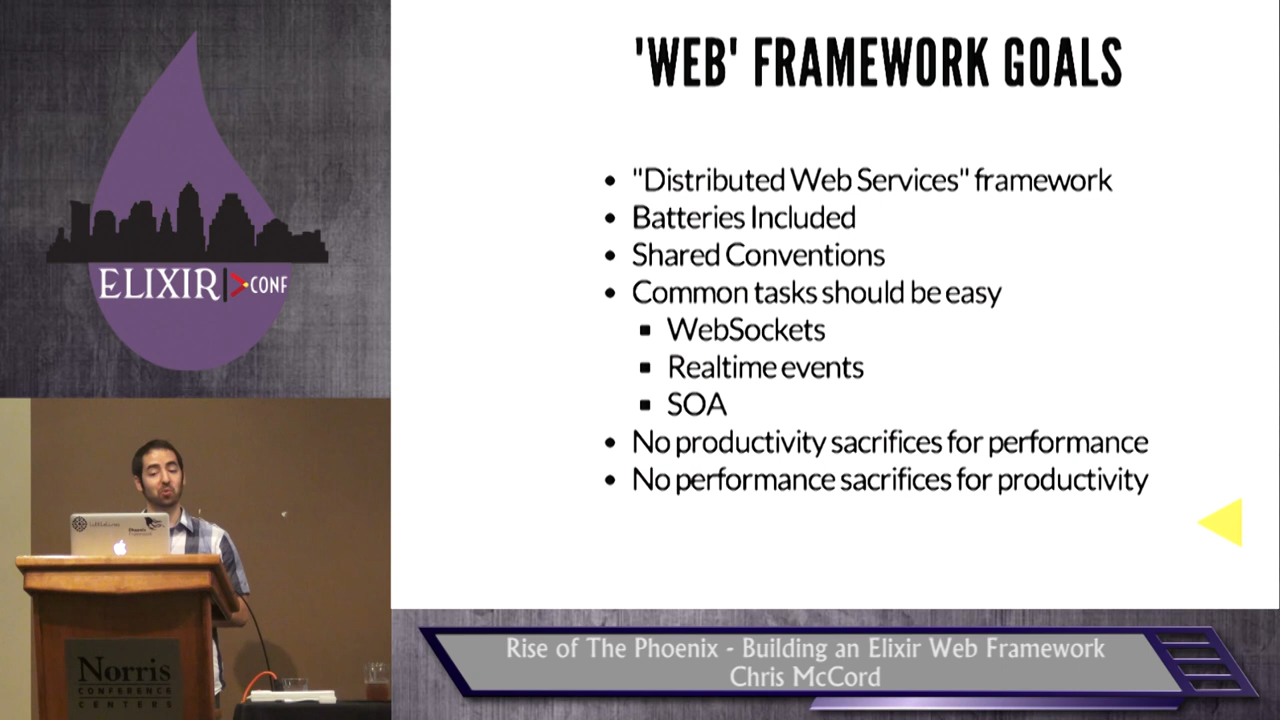 'WEB' FRAMEWORK GOALS
• "Distributed Web Services" framework
• Batteries Included
• Shared Conventions
• Common tasks should be easy
▪ WebSockets
▪ Realtime events
▪ SOA
• No productivity sacrifices for performance
• No performance sacrifices for productivity
ELIXIR|>CONF
Phoenix
Norris
CONFERENCE
CENTERS
Rise of The Phoenix - Building an Elixir Web Framework
Chris McCord